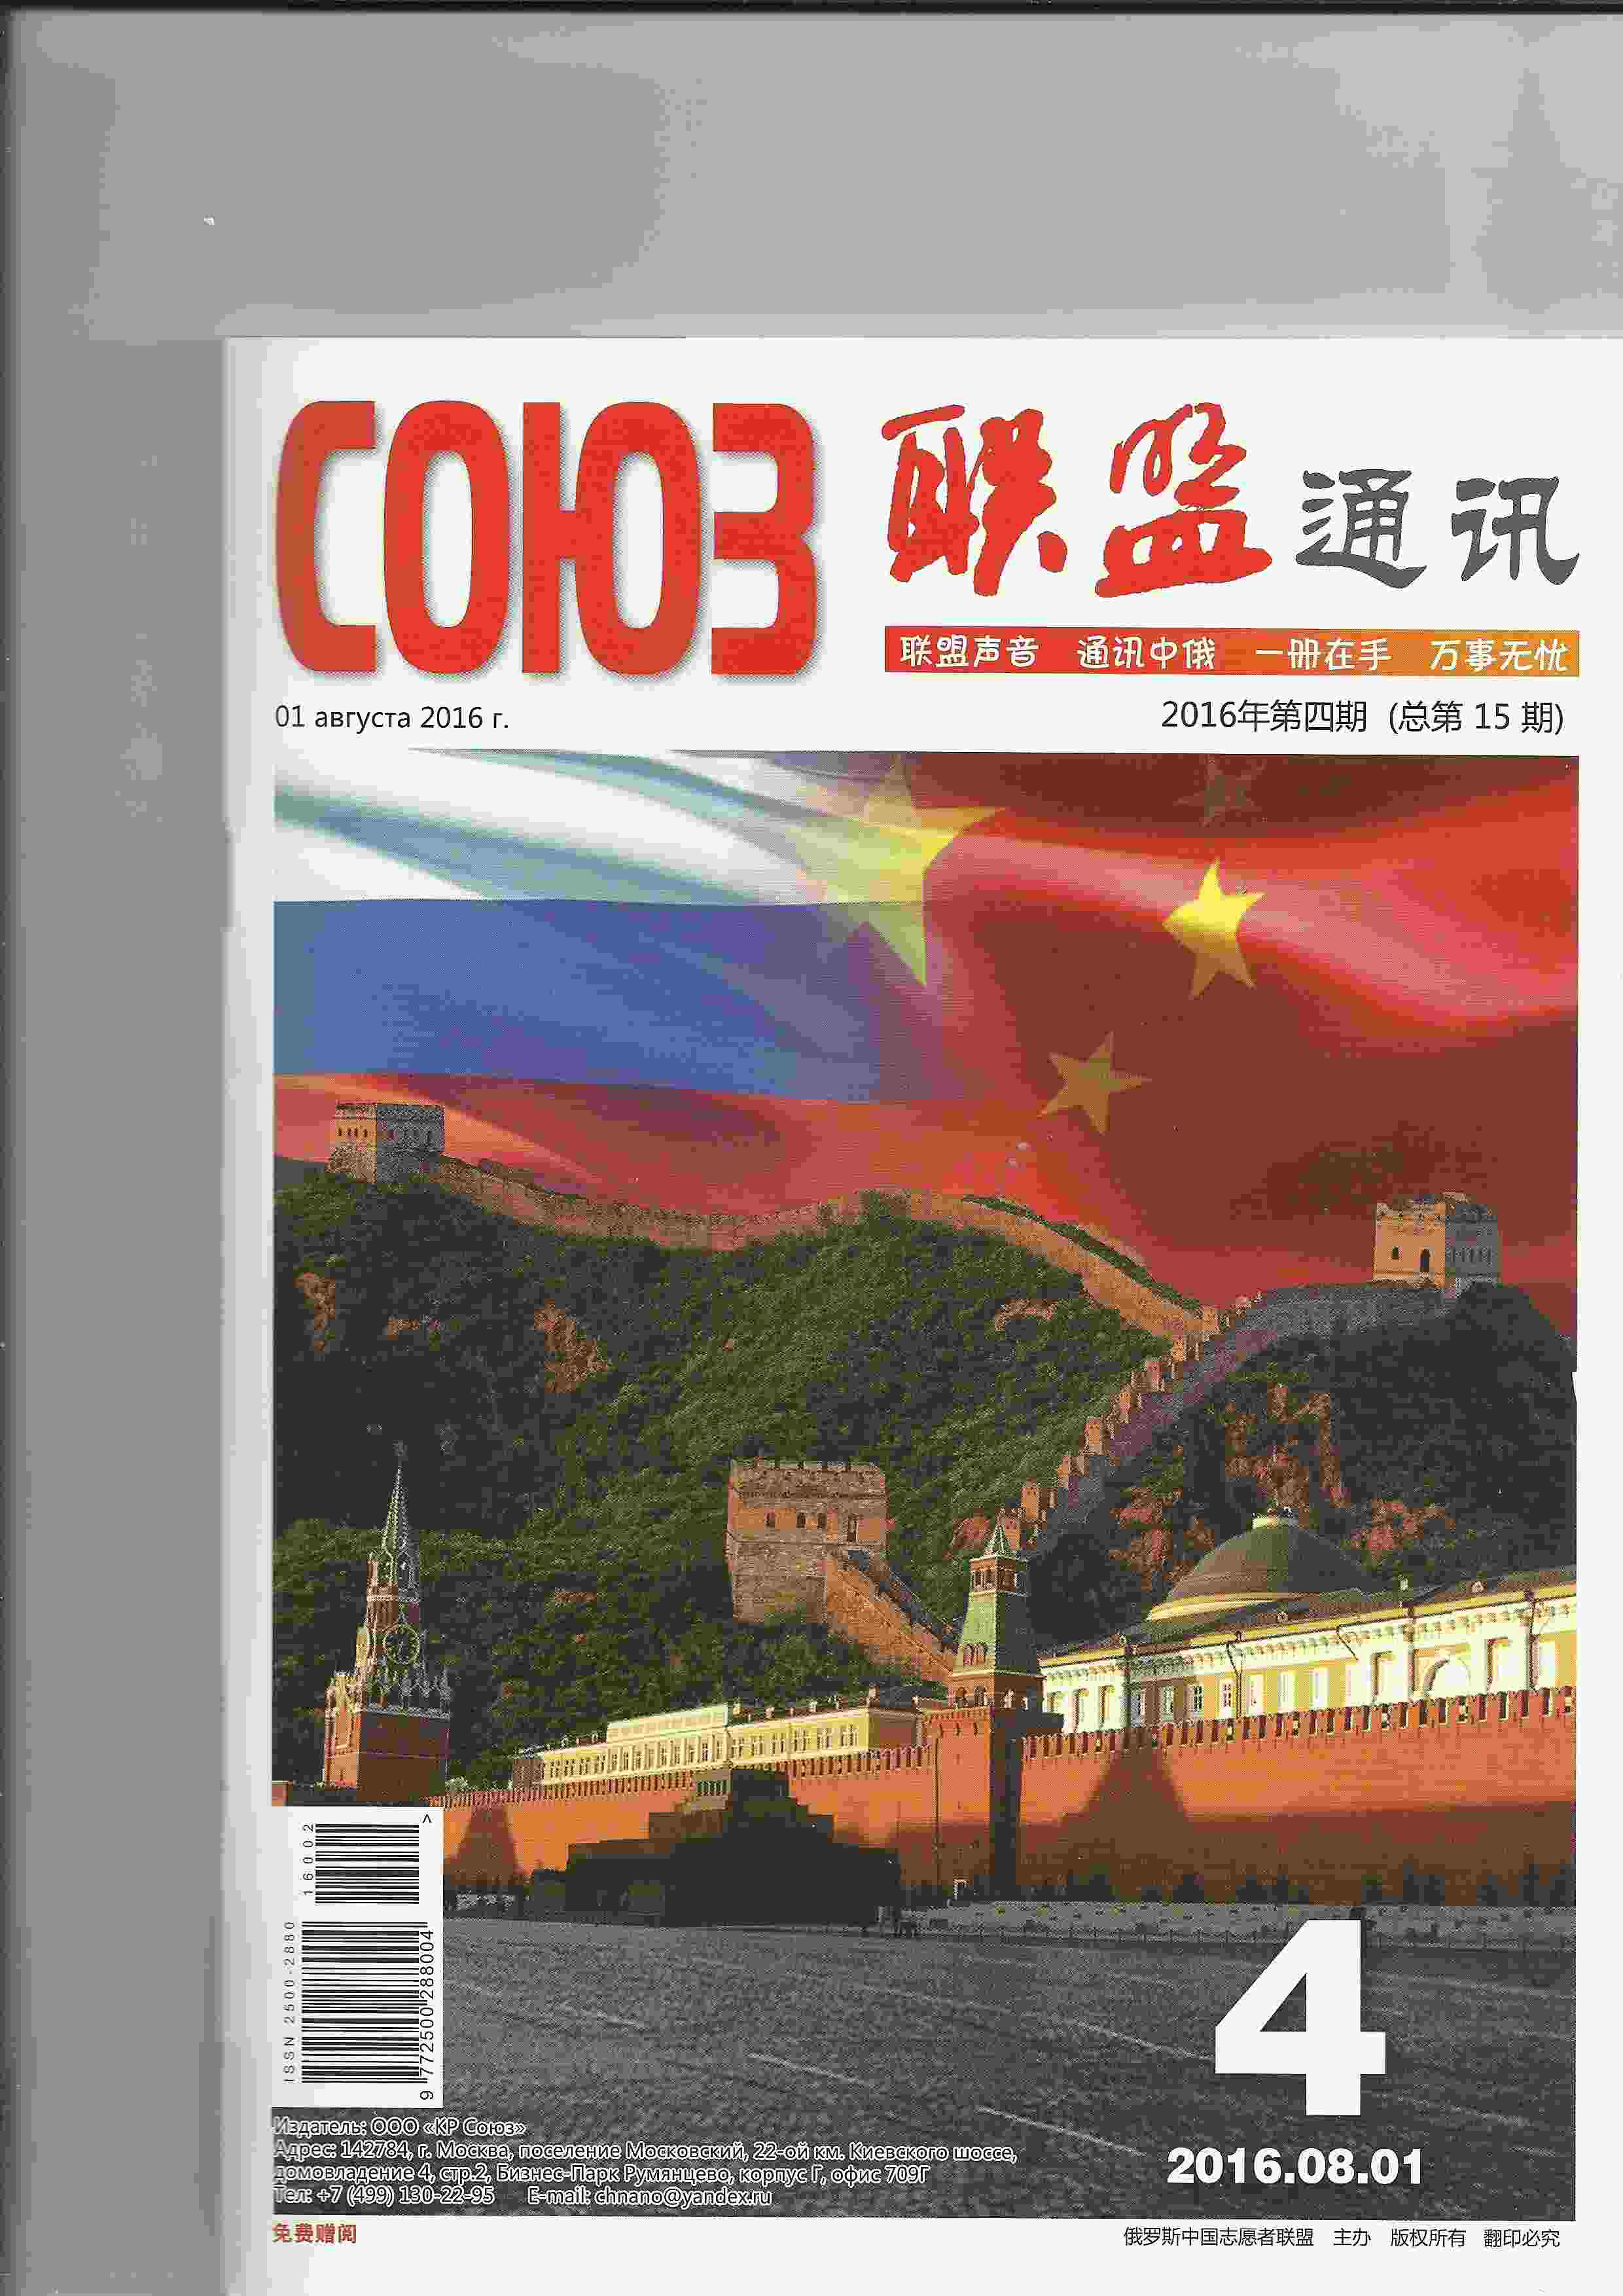 СОЮЗ 联盟通讯
联盟声音 通讯中俄 一册在手 万事无忧
01 августа 2016 г. 2016年第四期 (总第 15 期)
16002
>
ISSN 2500-2880
9 772500 288004
4
2016.08.01
Издатель: ООО «КР Союз»
Адрес: 142784, г. Москва, поселение Московский, 22-ой км. Киевского шоссе,
домовладение 4, стр.2, Бизнес-Парк Румянцево, корпус Г, офис 709Г
Тел: +7 (499) 130-22-95 E-mail: chnano@yandex.ru
免费赠阅 俄罗斯中国志愿者联盟 主办 版权所有 翻印必究